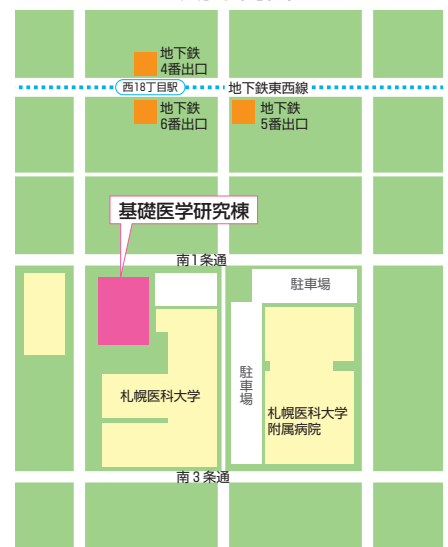 地下鉄
4番出口
西18丁目駅
地下鉄東西線
地下鉄
6番出口
地下鉄
5番出口
基礎医学研究棟
南1条通
駐車場
駐車場
札幌医科大学
札幌医科大学
附属病院
南3条通